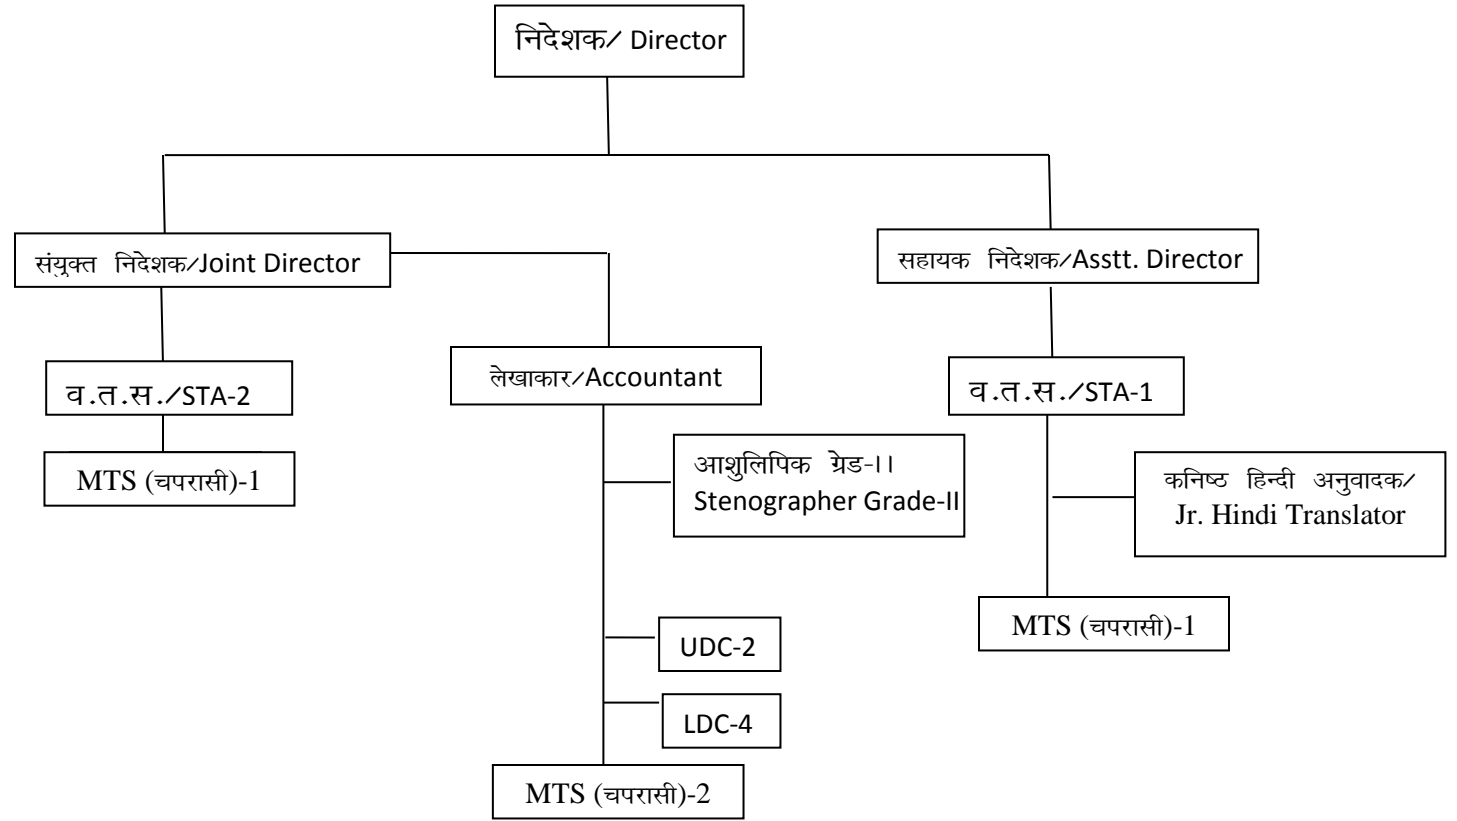 निदेशक/ Director
संयुक्त निदेशक/Joint Director
सहायक निदेशक/Asstt. Director
व.त.स./STA-2
लेखाकार/Accountant
व.त.स./STA-1
MTS (चपरासी)-1
आशुलिपिक ग्रेड-।।
Stenographer Grade-II
कनिष्ठ हिन्दी अनुवादक/
Jr. Hindi Translator
UDC-2
MTS (चपरासी)-1
LDC-4
MTS (चपरासी)-2